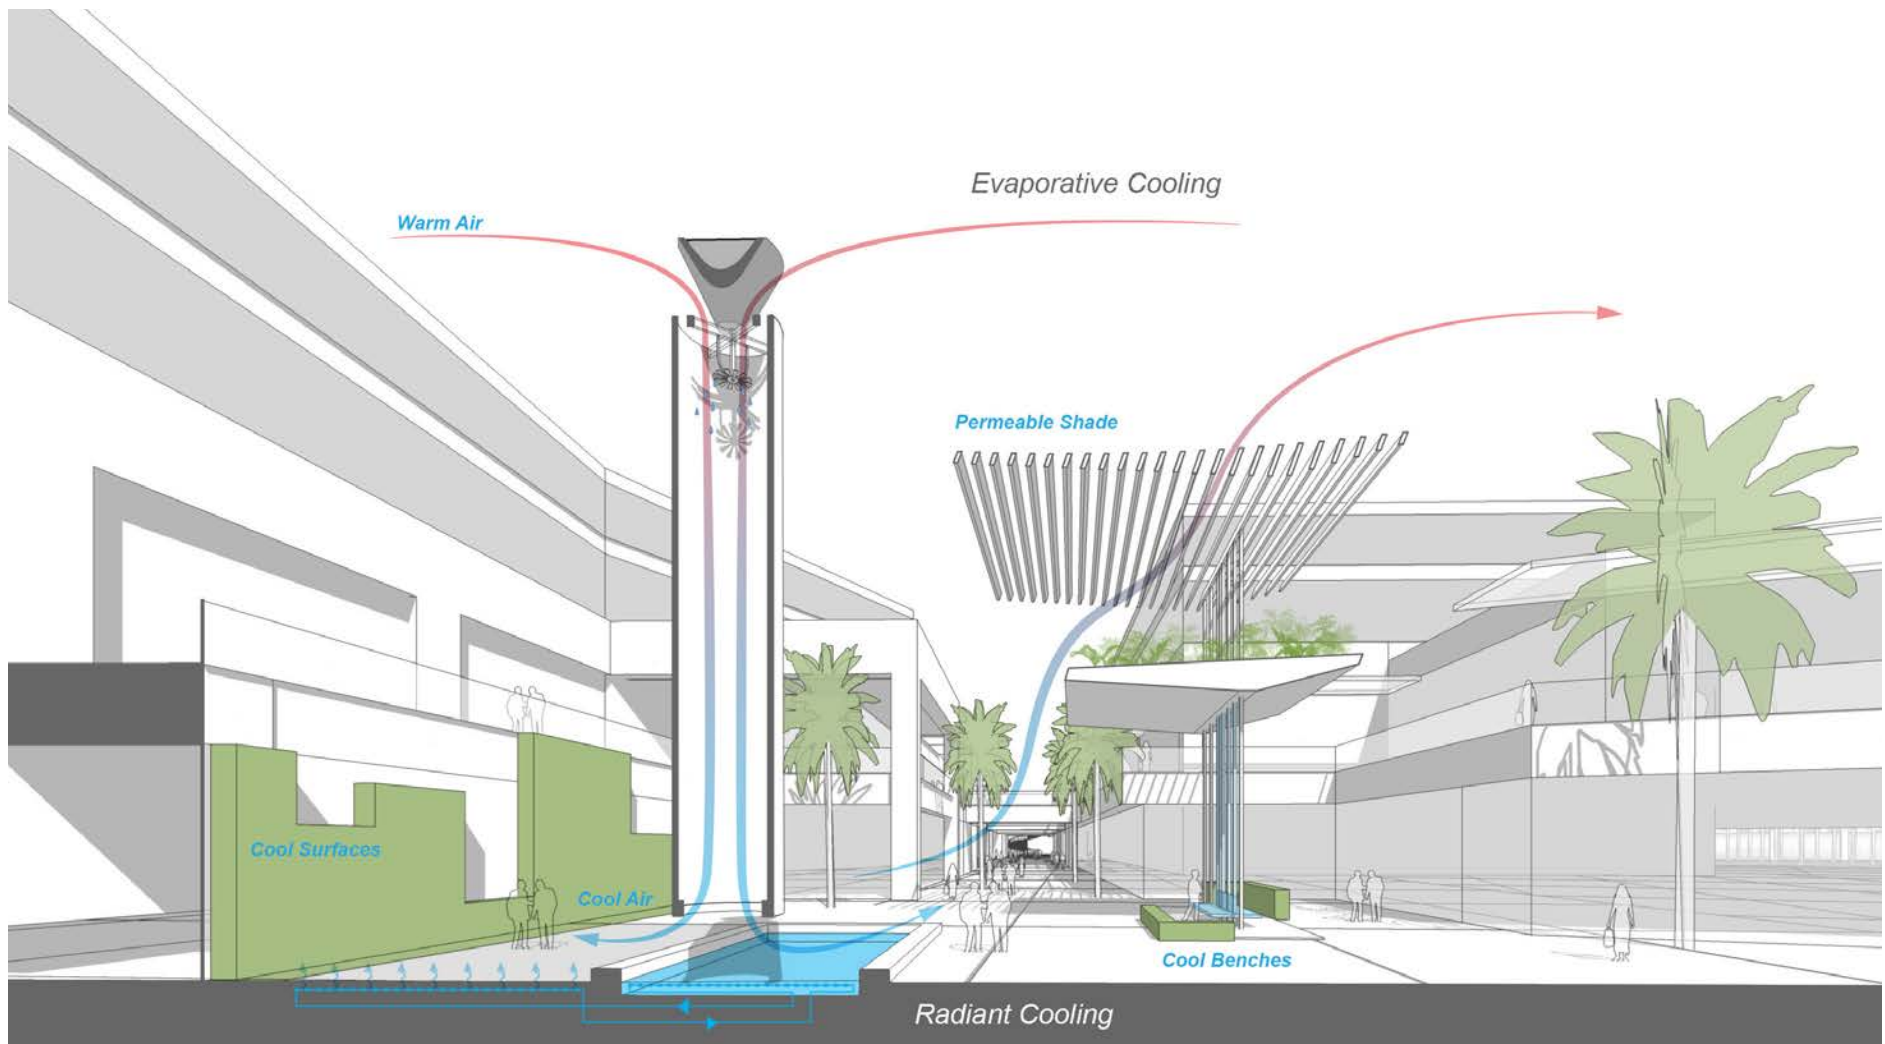 Evaporative Cooling
Warm Air
Permeable Shade
Cool Surfaces
Cool Air
Cool Benches
Radiant Cooling